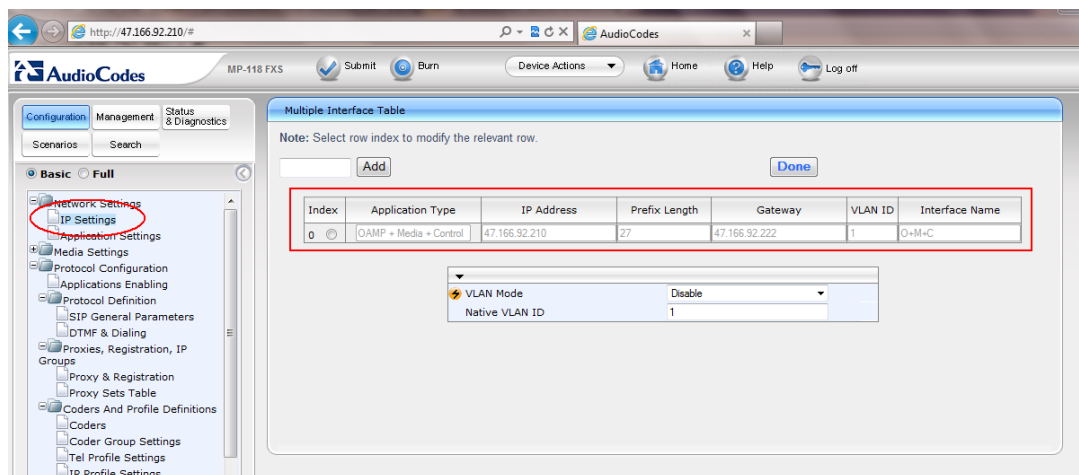 http://47.166.92.210/#
AudioCodes
AudioCodes
MP-118 FXS
Submit
Burn
Device Actions
Home
Help
Log off
Configuration
Management
Status
& Diagnostics
Scenarios
Search
Basic
Full
Network Settings
IP Settings
Application Settings
Media Settings
Protocol Configuration
Applications Enabling
Protocol Definition
SIP General Parameters
DTMF & Dialing
Proxies, Registration, IP
Groups
Proxy & Registration
Proxy Sets Table
Coders And Profile Definitions
Coders
Coder Group Settings
Tel Profile Settings
IP Profile Settings
Multiple Interface Table
Note: Select row index to modify the relevant row.
Add
Done
Index Application Type IP Address Prefix Length Gateway VLAN ID Interface Name
0 OAMP + Media + Control 47.166.92.210 27 47.166.92.222 1 O+M+C
VLAN Mode Disable
Native VLAN ID 1